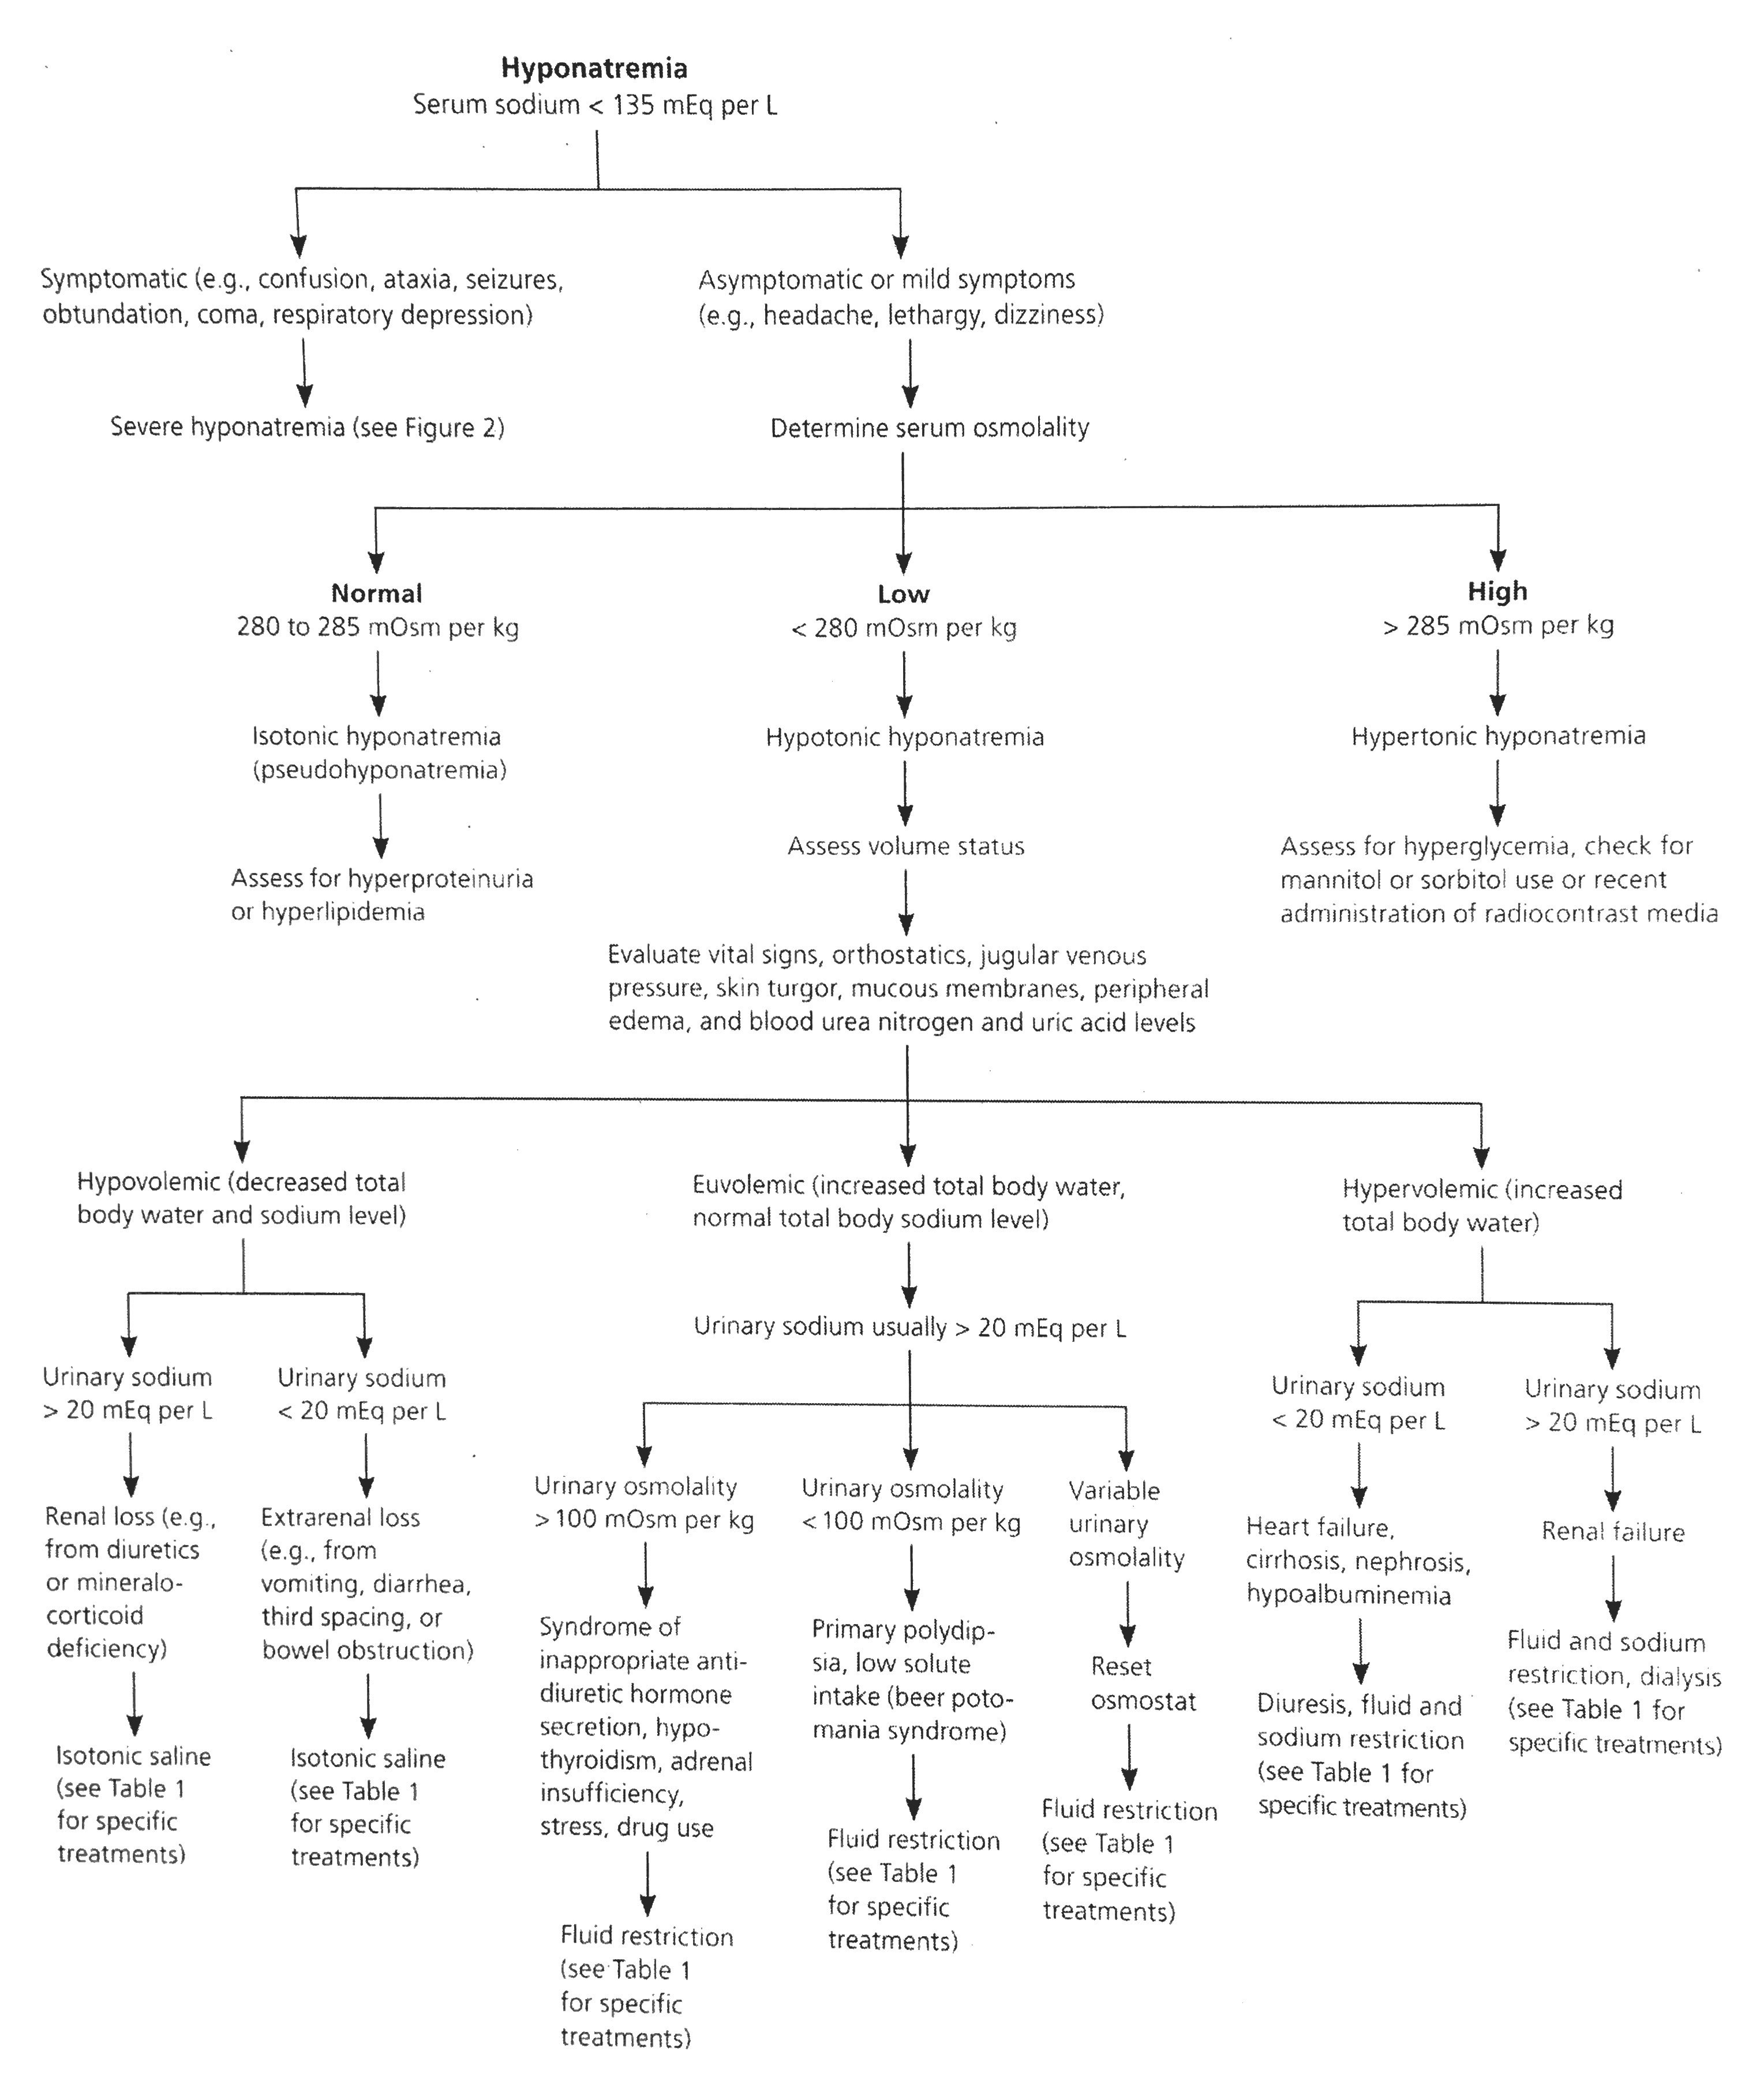 Hyponatremia
Serum sodium < 135 mEq per L
Symptomatic (e.g., confusion, ataxia, seizures,
obtundation, coma, respiratory depression)
Asymptomatic or mild symptoms
(e.g., headache, lethargy, dizziness)
Severe hyponatremia (see Figure 2)
Determine serum osmolality
Normal
280 to 285 mOsm per kg
Low
< 280 mOsm per kg
High
> 285 mOsm per kg
Isotonic hyponatremia
(pseudohyponatremia)
Hypotonic hyponatremia
Hypertonic hyponatremia
Assess for hyperproteinuria
or hyperlipidemia
Assess volume status
Assess for hyperglycemia, check for
mannitol or sorbitol use or recent
administration of radiocontrast media
Evaluate vital signs, orthostatics, jugular venous
pressure, skin turgor, mucous membranes, peripheral
edema, and blood urea nitrogen and uric acid levels
Hypovolemic (decreased total
body water and sodium level)
Euvolemic (increased total body water,
normal total body sodium level)
Hypervolemic (increased
total body water)
Urinary sodium
> 20 mEq per L
Urinary sodium
< 20 mEq per L
Urinary sodium usually > 20 mEq per L
Urinary sodium
< 20 mEq per L
Urinary sodium
> 20 mEq per L
Renal loss (e.g.,
from diuretics
or mineralo-
corticoid
deficiency)
Extrarenal loss
(e.g., from
vomiting, diarrhea,
third spacing, or
bowel obstruction)
Urinary osmolality
> 100 mOsm per kg
Urinary osmolality
< 100 mOsm per kg
Variable
urinary
osmolality
Heart failure,
cirrhosis, nephrosis,
hypoalbuminemia
Renal failure
Isotonic saline
(see Table 1
for specific
treatments)
Isotonic saline
(see Table 1
for specific
treatments)
Syndrome of
inappropriate anti-
diuretic hormone
secretion, hypo-
thyroidism, adrenal
insufficiency,
stress, drug use
Primary polydip-
sia, low solute
intake (beer poto-
mania syndrome)
Reset
osmostat
Diuresis, fluid and
sodium restriction
(see Table 1 for
specific treatments)
Fluid and sodium
restriction, dialysis
(see Table 1 for
specific treatments)
Fluid restriction
(see Table 1
for specific
treatments)
Fluid restriction
(see Table 1
for specific
treatments)
Fluid restriction
(see Table 1
for specific
treatments)